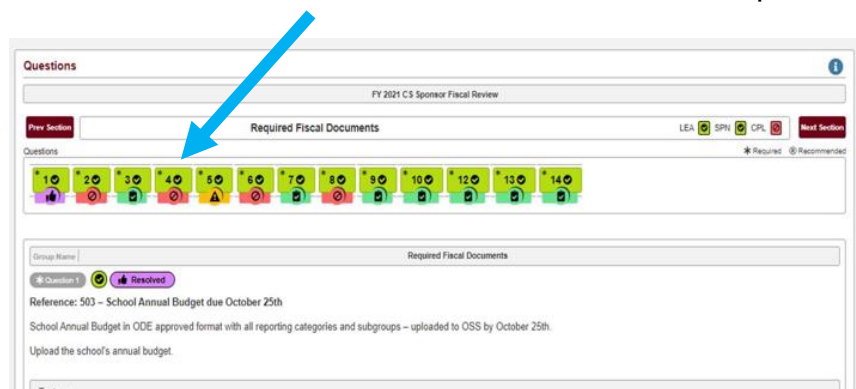 Questions
FY 2021 CS Sponsor Fiscal Review
Prev Section
Required Fiscal Documents
LEA SPN CPL
Next Section
Questions
* Required ® Recommended
* 1 * 2 * 3 * 4 * 5 * 6 * 7 * 8 * 9 * 10 * 12 * 13 * 14
Group Name
Required Fiscal Documents
* Question 1 Resolved
Reference: 503 – School Annual Budget due October 25th
School Annual Budget in ODE approved format with all reporting categories and subgroups – uploaded to OSS by October 25th.
Upload the school's annual budget.